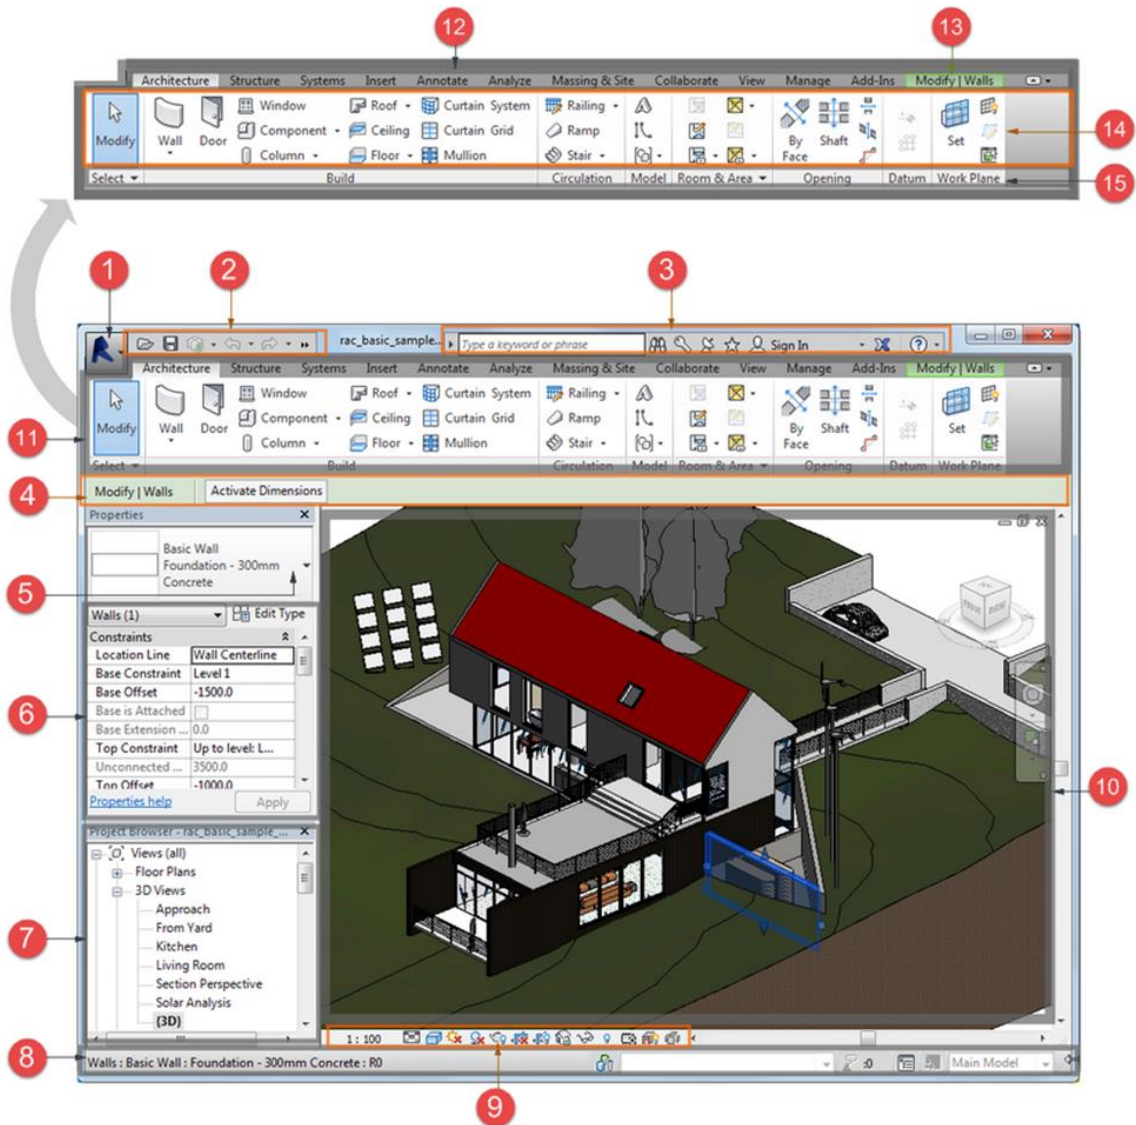 12
13
Architecture Structure Systems Insert Annotate Analyze Massing & Site Collaborate View Manage Add-Ins Modify | Walls
Window Roof Curtain System Railing
Modify Wall Door Component Ceiling Curtain Grid Ramp By Face Shaft Set
14
Column Floor Mullion Stair
Select Build Circulation Model Room & Area Opening Datum Work Plane
15
1
2
3
rac_basic_sample... Type a keyword or phrase Sign In
Architecture Structure Systems Insert Annotate Analyze Massing & Site Collaborate View Manage Add-Ins Modify | Walls
Window Roof Curtain System Railing
Modify Wall Door Component Ceiling Curtain Grid Ramp By Face Shaft Set
11
Column Floor Mullion Stair
Select Build Circulation Model Room & Area Opening Datum Work Plane
4
Modify | Walls Activate Dimensions
Properties
Basic Wall
Foundation - 300mm
Concrete
5
Walls (1) Edit Type
Constraints
Location Line Wall Centerline
Base Constraint Level 1
Base Offset -1500.0
6
Base is Attached
Base Extension ... 0.0
Top Constraint Up to level: L...
Unconnected ... 3500.0
Top Offset -1000.0
Properties help Apply
10
Project Browser - rac_basic_sample_...
Views (all)
Floor Plans
3D Views
Approach
From Yard
7
Kitchen
Living Room
Section Perspective
Solar Analysis
{3D}
1 : 100
8
Walls : Basic Wall : Foundation - 300mm Concrete : R0 :0 Main Model
9